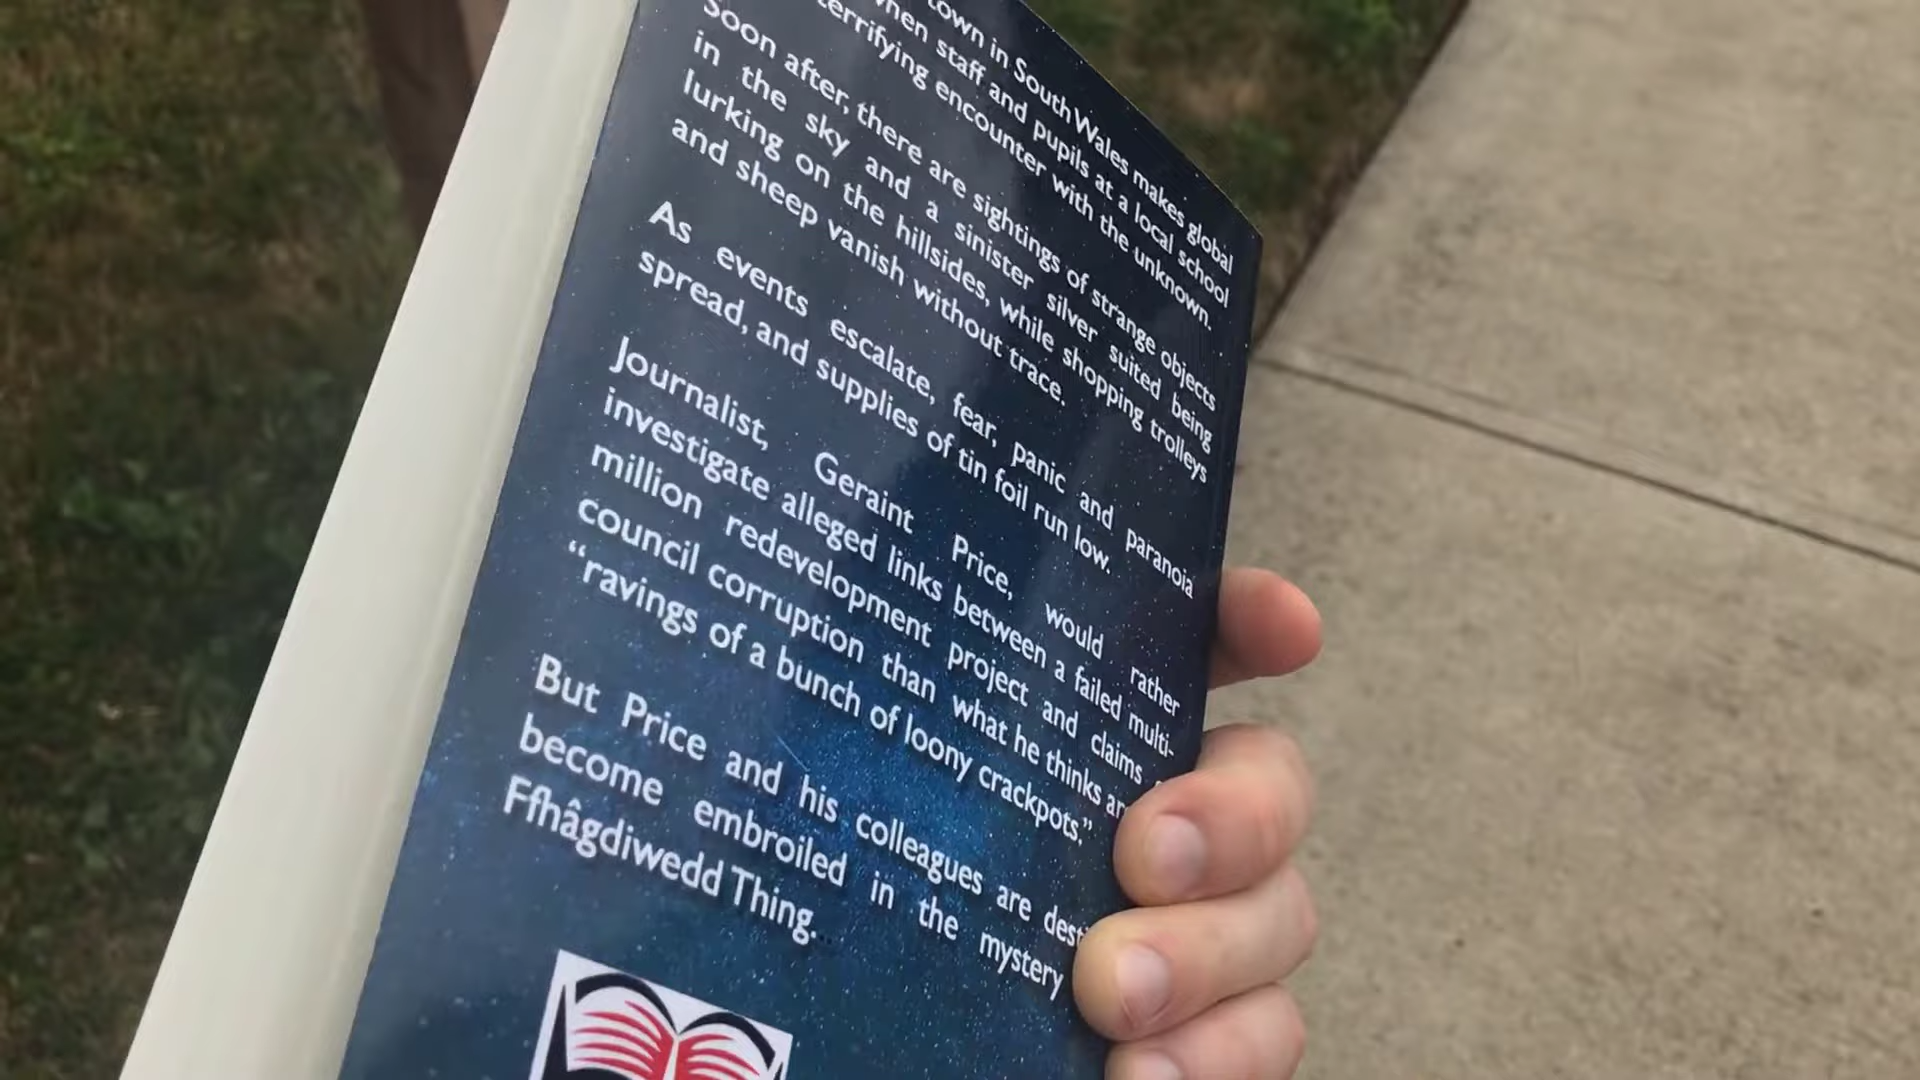 town in South Wales makes global
when staff and pupils at a local school
terrifying encounter with the unknown.
Soon after, there are sightings of strange objects
in the sky and a sinister silver suited being
lurking on the hillsides, while shopping trolleys
and sheep vanish without trace.
As events escalate, fear, panic and paranoia
spread, and supplies of tin foil run low.
Journalist, Geraint Price, would rather
investigate alleged links between a failed multi-
million redevelopment project and claims
council corruption than what he thinks
“ravings of a bunch of loony crackpots.”
But Price and his colleagues are
become embroiled in the mystery
Ffhâgdiwedd Thing.